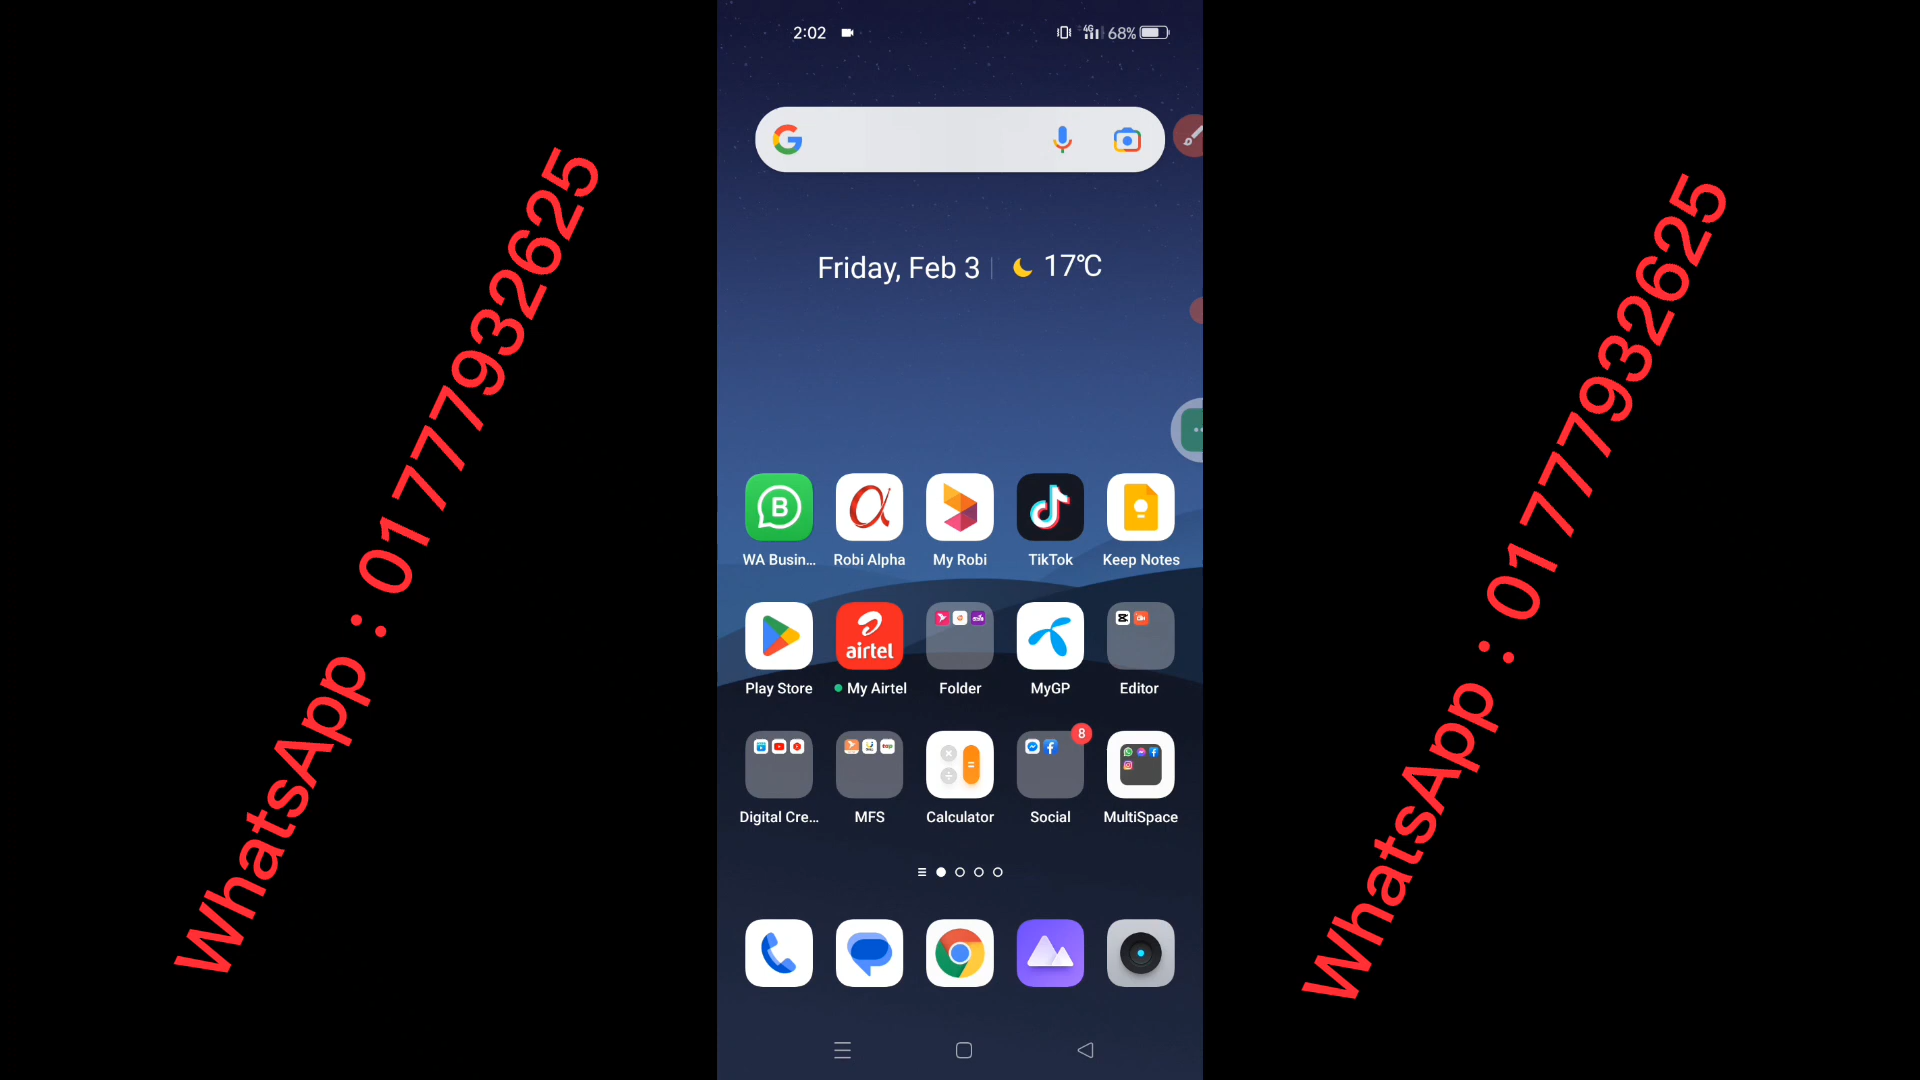 2:02
4G
68%
Friday, Feb 3
17°C
WA Busin...
Robi Alpha
My Robi
TikTok
Keep Notes
airtel
Play Store
My Airtel
Folder
MyGP
Editor
8
Digital Cre...
MFS
Calculator
Social
MultiSpace
WhatsApp : 01777932625
WhatsApp : 01777932625